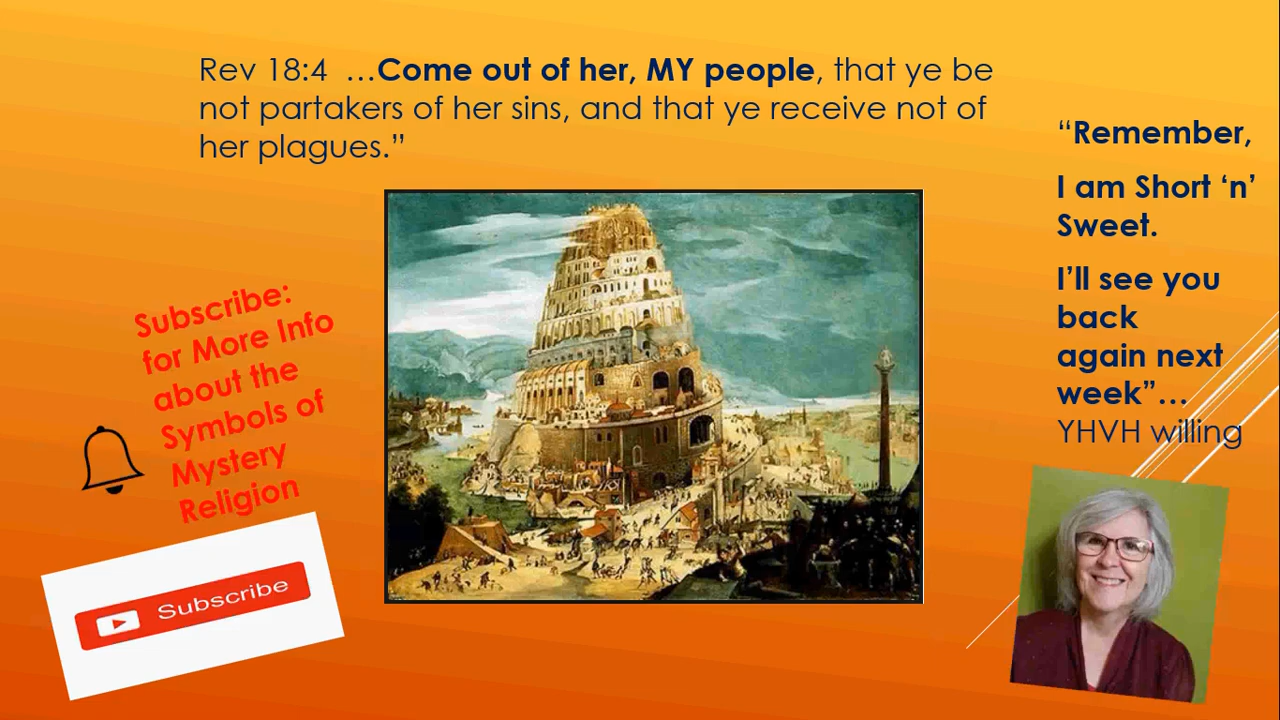 Rev 18:4  …Come out of her, MY people, that ye be
not partakers of her sins, and that ye receive not of
her plagues.”
“Remember,
I am Short ‘n’
Sweet.
I’ll see you
back
again next
week”…
YHVH willing
Subscribe:
for More Info
about the
Symbols of
Mystery
Religion
Subscribe